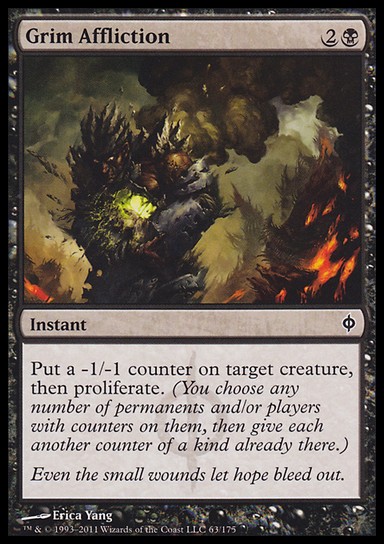 Grim Affliction 2
Instant
Put a -1/-1 counter on target creature,
then proliferate. (You choose any
number of permanents and/or players
with counters on them, then give each
another counter of a kind already there.)
Even the small wounds let hope bleed out.
Erica Yang
™ & © 1993–2011 Wizards of the Coast LLC 63/175